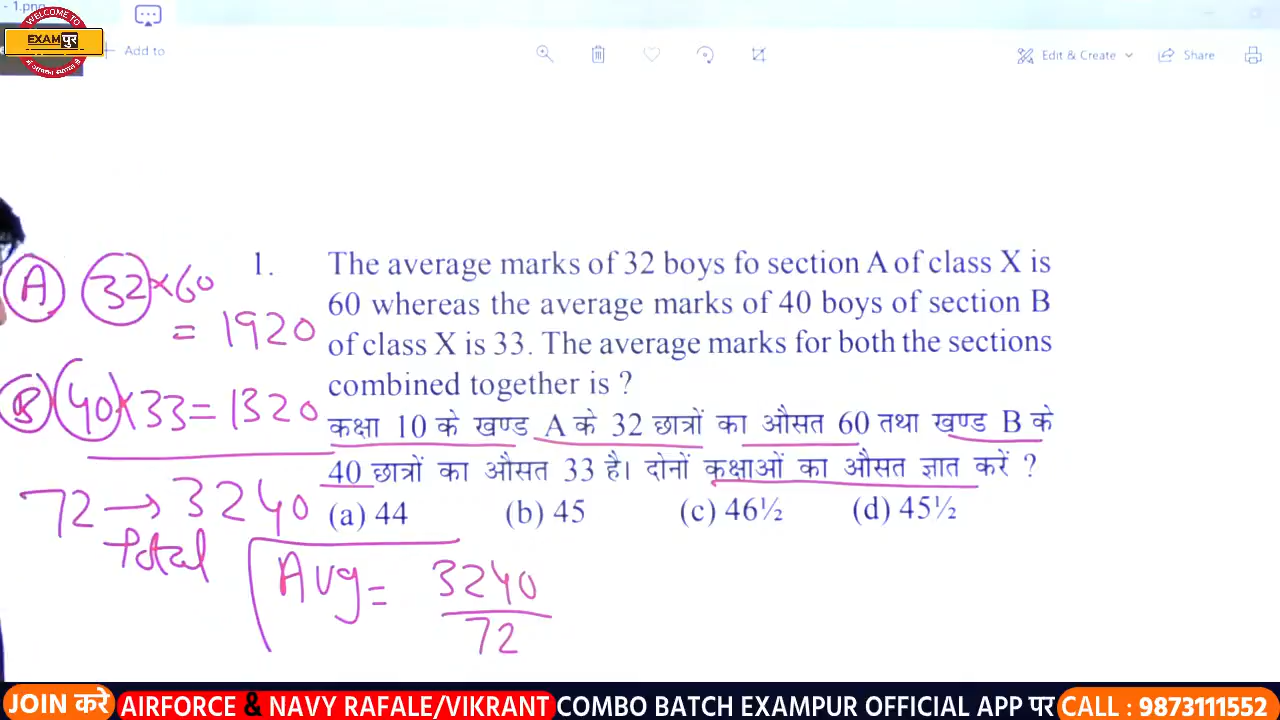 - 1.png
WELCOME TO
EXAMपुर
Add to
Edit & Create
Share
1. The average marks of 32 boys fo section A of class X is
60 whereas the average marks of 40 boys of section B
of class X is 33. The average marks for both the sections
combined together is ?
कक्षा 10 के खण्ड A के 32 छात्रों का औसत 60 तथा खण्ड B के
40 छात्रों का औसत 33 है। दोनों कक्षाओं का औसत ज्ञात करें ?
(a) 44 (b) 45 (c) 46½ (d) 45½
A 32×60
= 1920
B 40×33=1320
72 → 3240
total
Avg = 3240
72
JOIN करे AIRFORCE & NAVY RAFALE/VIKRANT COMBO BATCH EXAMPUR OFFICIAL APP पर CALL : 9873111552